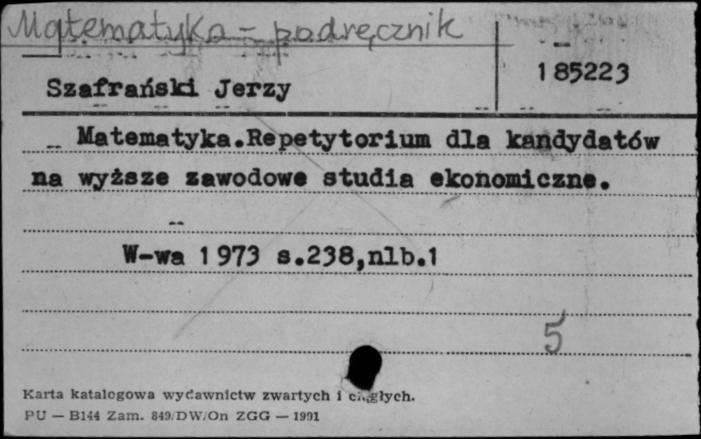 Matematyka - podręcznik
Szafrański Jerzy
185223
Matematyka.Repetytorium dla kandydatów
na wyższe zawodowe studia ekonomiczne.
W-wa 1973 s.238,nlb.1
5
Karta katalogowa wydawnictw zwartych i ciągłych.
PU — B144 Zam. 849/DW/On ZGG — 1991